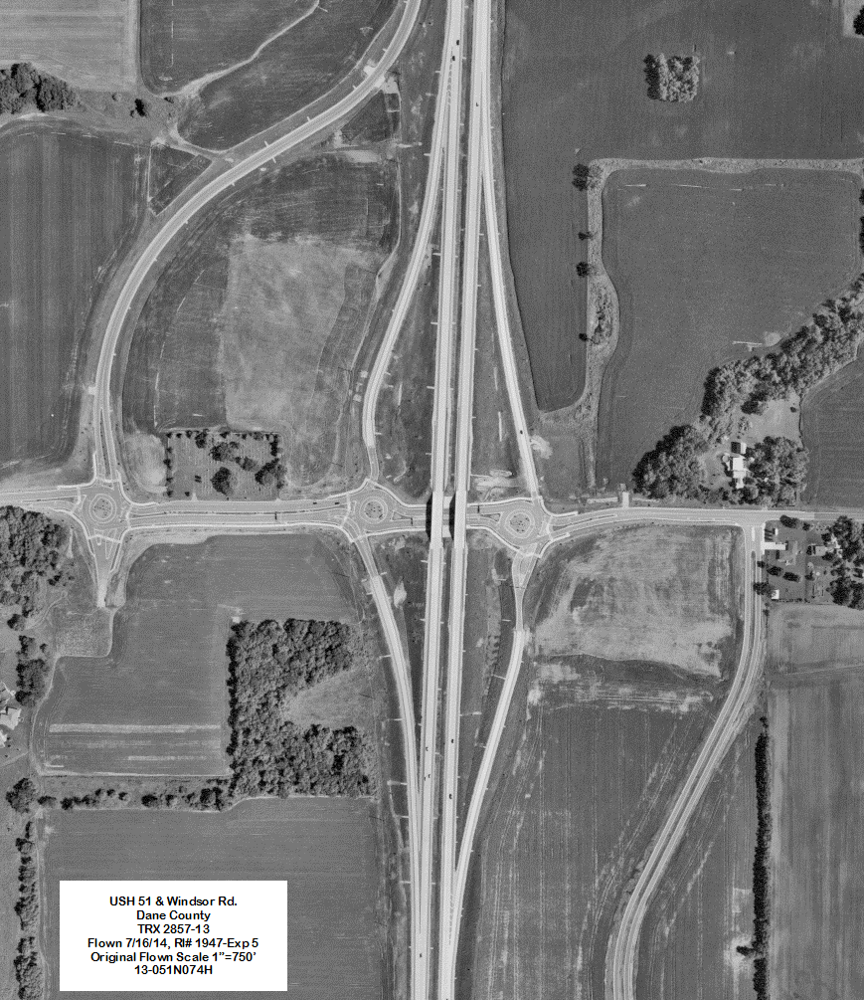 USH 51 & Windsor Rd.
Dane County
TRX 2857-13
Flown 7/16/14, Rl# 1947-Exp 5
Original Flown Scale 1"=750'
13-051N074H